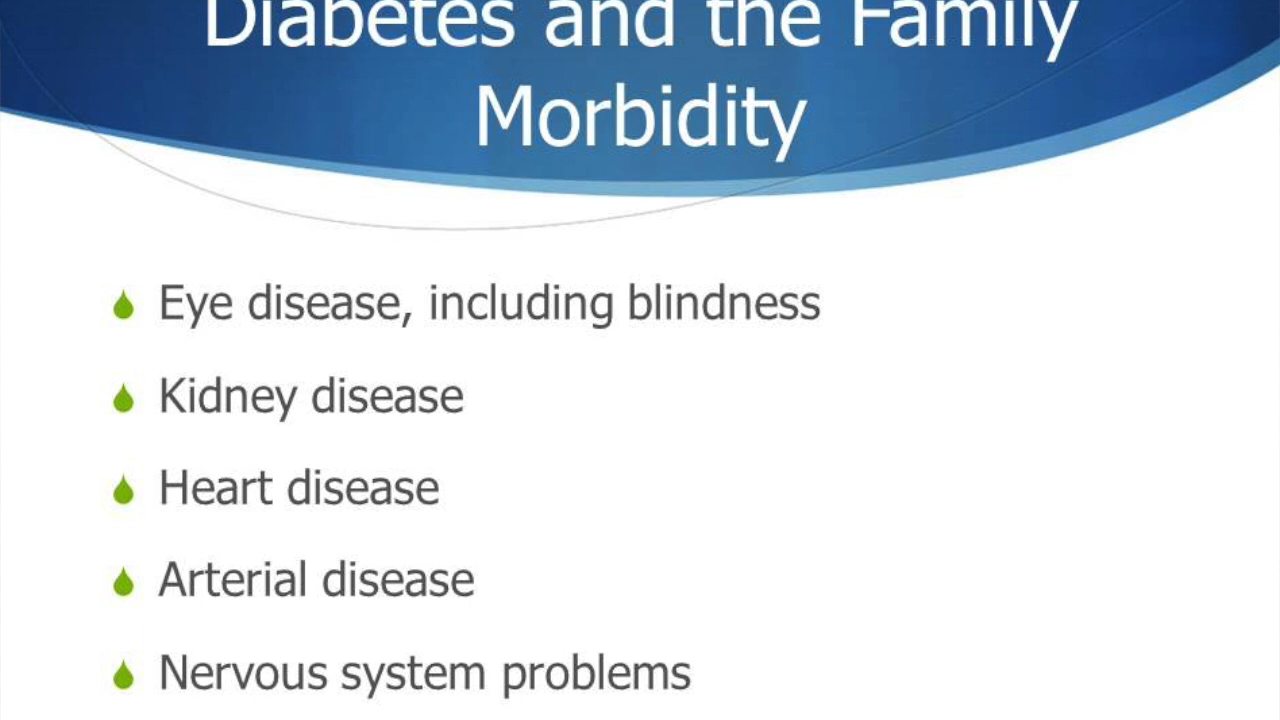 Diabetes and the Family
Morbidity
Eye disease, including blindness
Kidney disease
Heart disease
Arterial disease
Nervous system problems